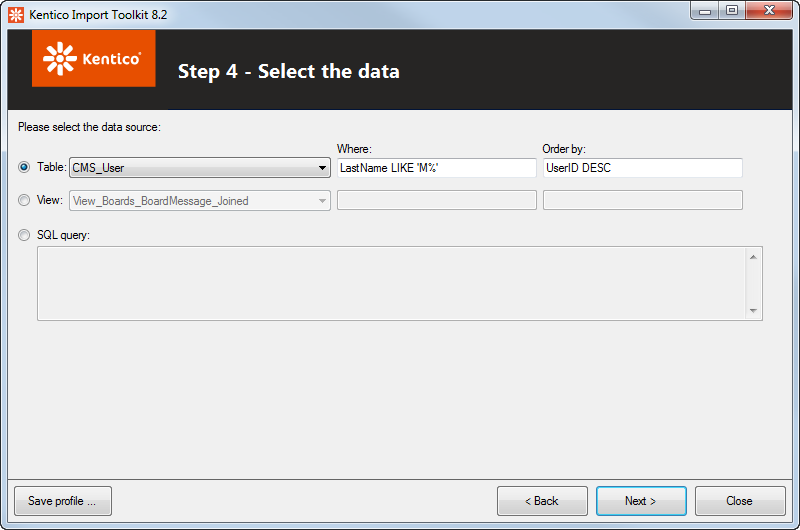 Kentico Import Toolkit 8.2
Kentico
Step 4 - Select the data
Please select the data source:
Where: Order by:
Table: CMS_User LastName LIKE 'M%' UserID DESC
View: View_Boards_BoardMessage_Joined
SQL query:
Save profile ... < Back Next > Close